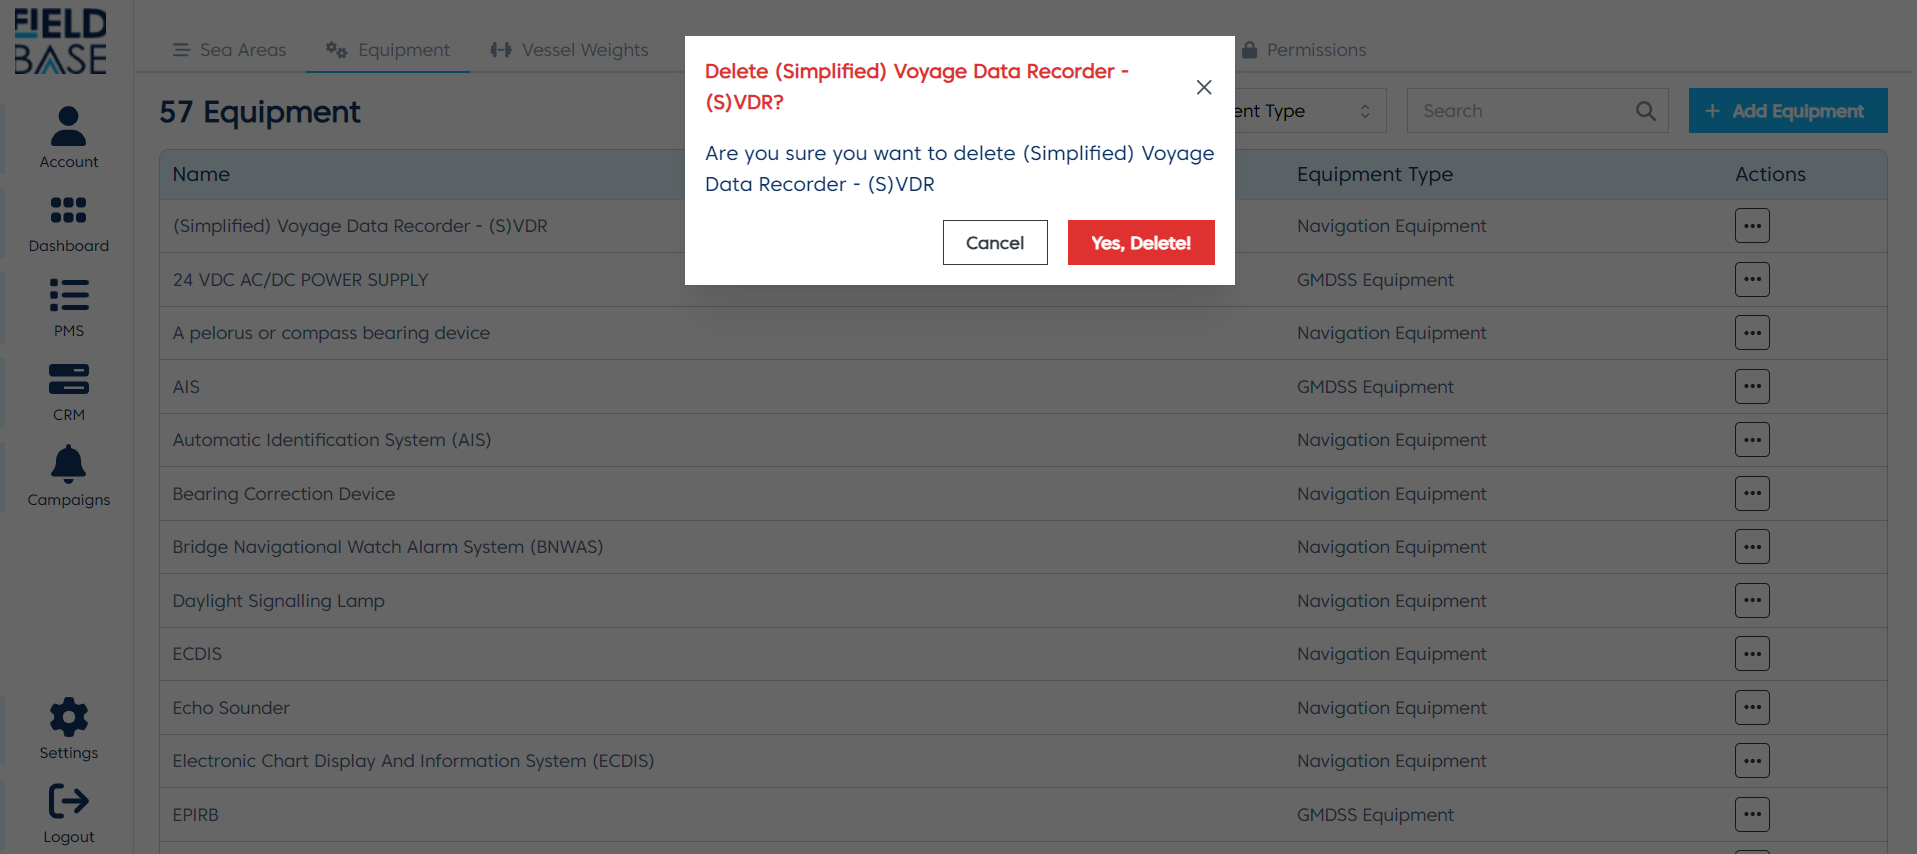 FIELD
BASE
Account
Dashboard
PMS
CRM
Campaigns
Settings
Logout
Sea Areas
Equipment
Vessel Weights
Permissions
57 Equipment
ent Type
Search
+ Add Equipment
Delete (Simplified) Voyage Data Recorder -
(S)VDR?
Are you sure you want to delete (Simplified) Voyage
Data Recorder - (S)VDR
Cancel
Yes, Delete!
Name Equipment Type Actions
(Simplified) Voyage Data Recorder - (S)VDR Navigation Equipment
24 VDC AC/DC POWER SUPPLY GMDSS Equipment
A pelorus or compass bearing device Navigation Equipment
AIS GMDSS Equipment
Automatic Identification System (AIS) Navigation Equipment
Bearing Correction Device Navigation Equipment
Bridge Navigational Watch Alarm System (BNWAS) Navigation Equipment
Daylight Signalling Lamp Navigation Equipment
ECDIS Navigation Equipment
Echo Sounder Navigation Equipment
Electronic Chart Display And Information System (ECDIS) Navigation Equipment
EPIRB GMDSS Equipment